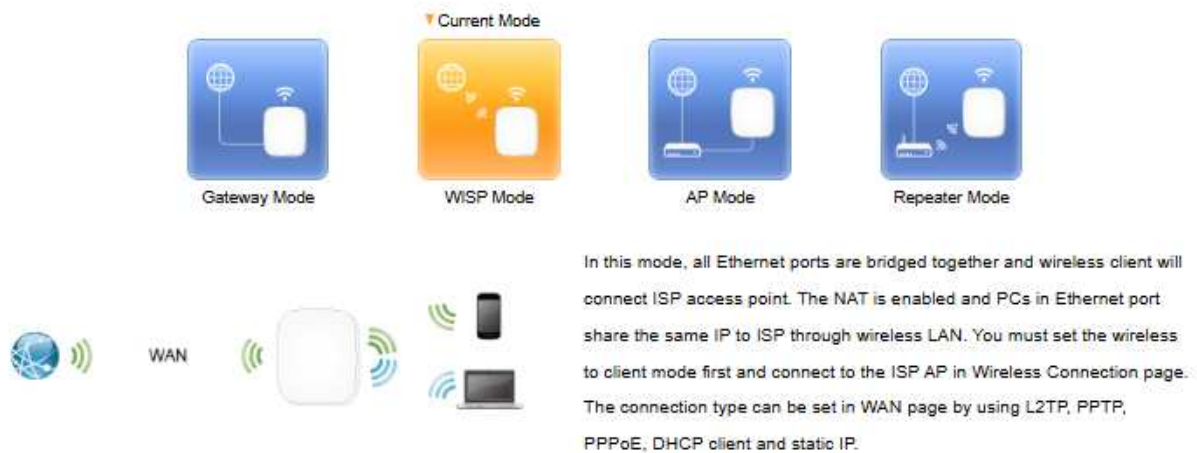 Current Mode
Gateway Mode
WISP Mode
AP Mode
Repeater Mode
WAN
In this mode, all Ethernet ports are bridged together and wireless client will
connect ISP access point. The NAT is enabled and PCs in Ethernet port
share the same IP to ISP through wireless LAN. You must set the wireless
to client mode first and connect to the ISP AP in Wireless Connection page.
The connection type can be set in WAN page by using L2TP, PPTP,
PPPoE, DHCP client and static IP.